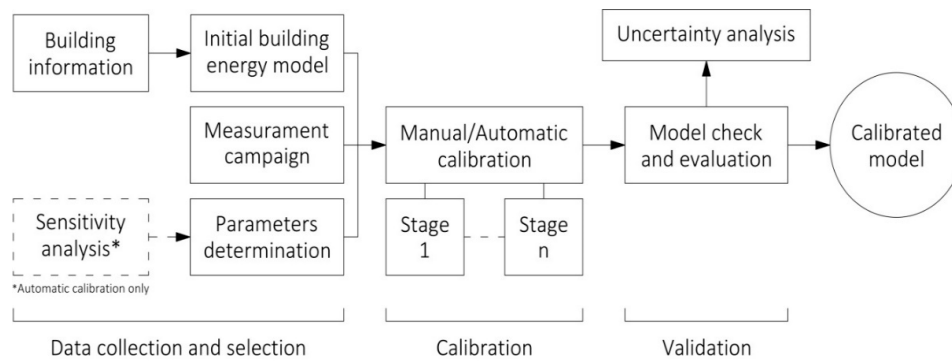 Building
information
Initial building
energy model
Measurament
campaign
Sensitivity
analysis*
*Automatic calibration only
Parameters
determination
Manual/Automatic
calibration
Stage
1
Stage
n
Uncertainty analysis
Model check
and evaluation
Calibrated
model
Data collection and selection
Calibration
Validation